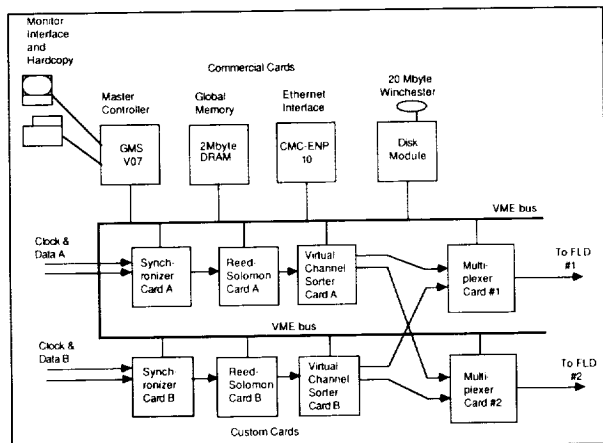 Monitor
Interface
and
Hardcopy
Commercial Cards
20 Mbyte
Winchester
Master
Controller
Global
Memory
Ethernet
Interface
GMS
V07
2Mbyte
DRAM
CMC-ENP
10
Disk
Module
VME bus
Clock &
Data A
Synch-
ronizer
Card A
Reed-
Solomon
Card A
Virtual
Channel
Sorter
Card A
Multi-
plexer
Card #1
To FLD
#1
VME bus
Clock &
Data B
Synch-
ronizer
Card B
Reed-
Solomon
Card B
Virtual
Channel
Sorter
Card B
Multi-
plexer
Card #2
To FLD
#2
Custom Cards